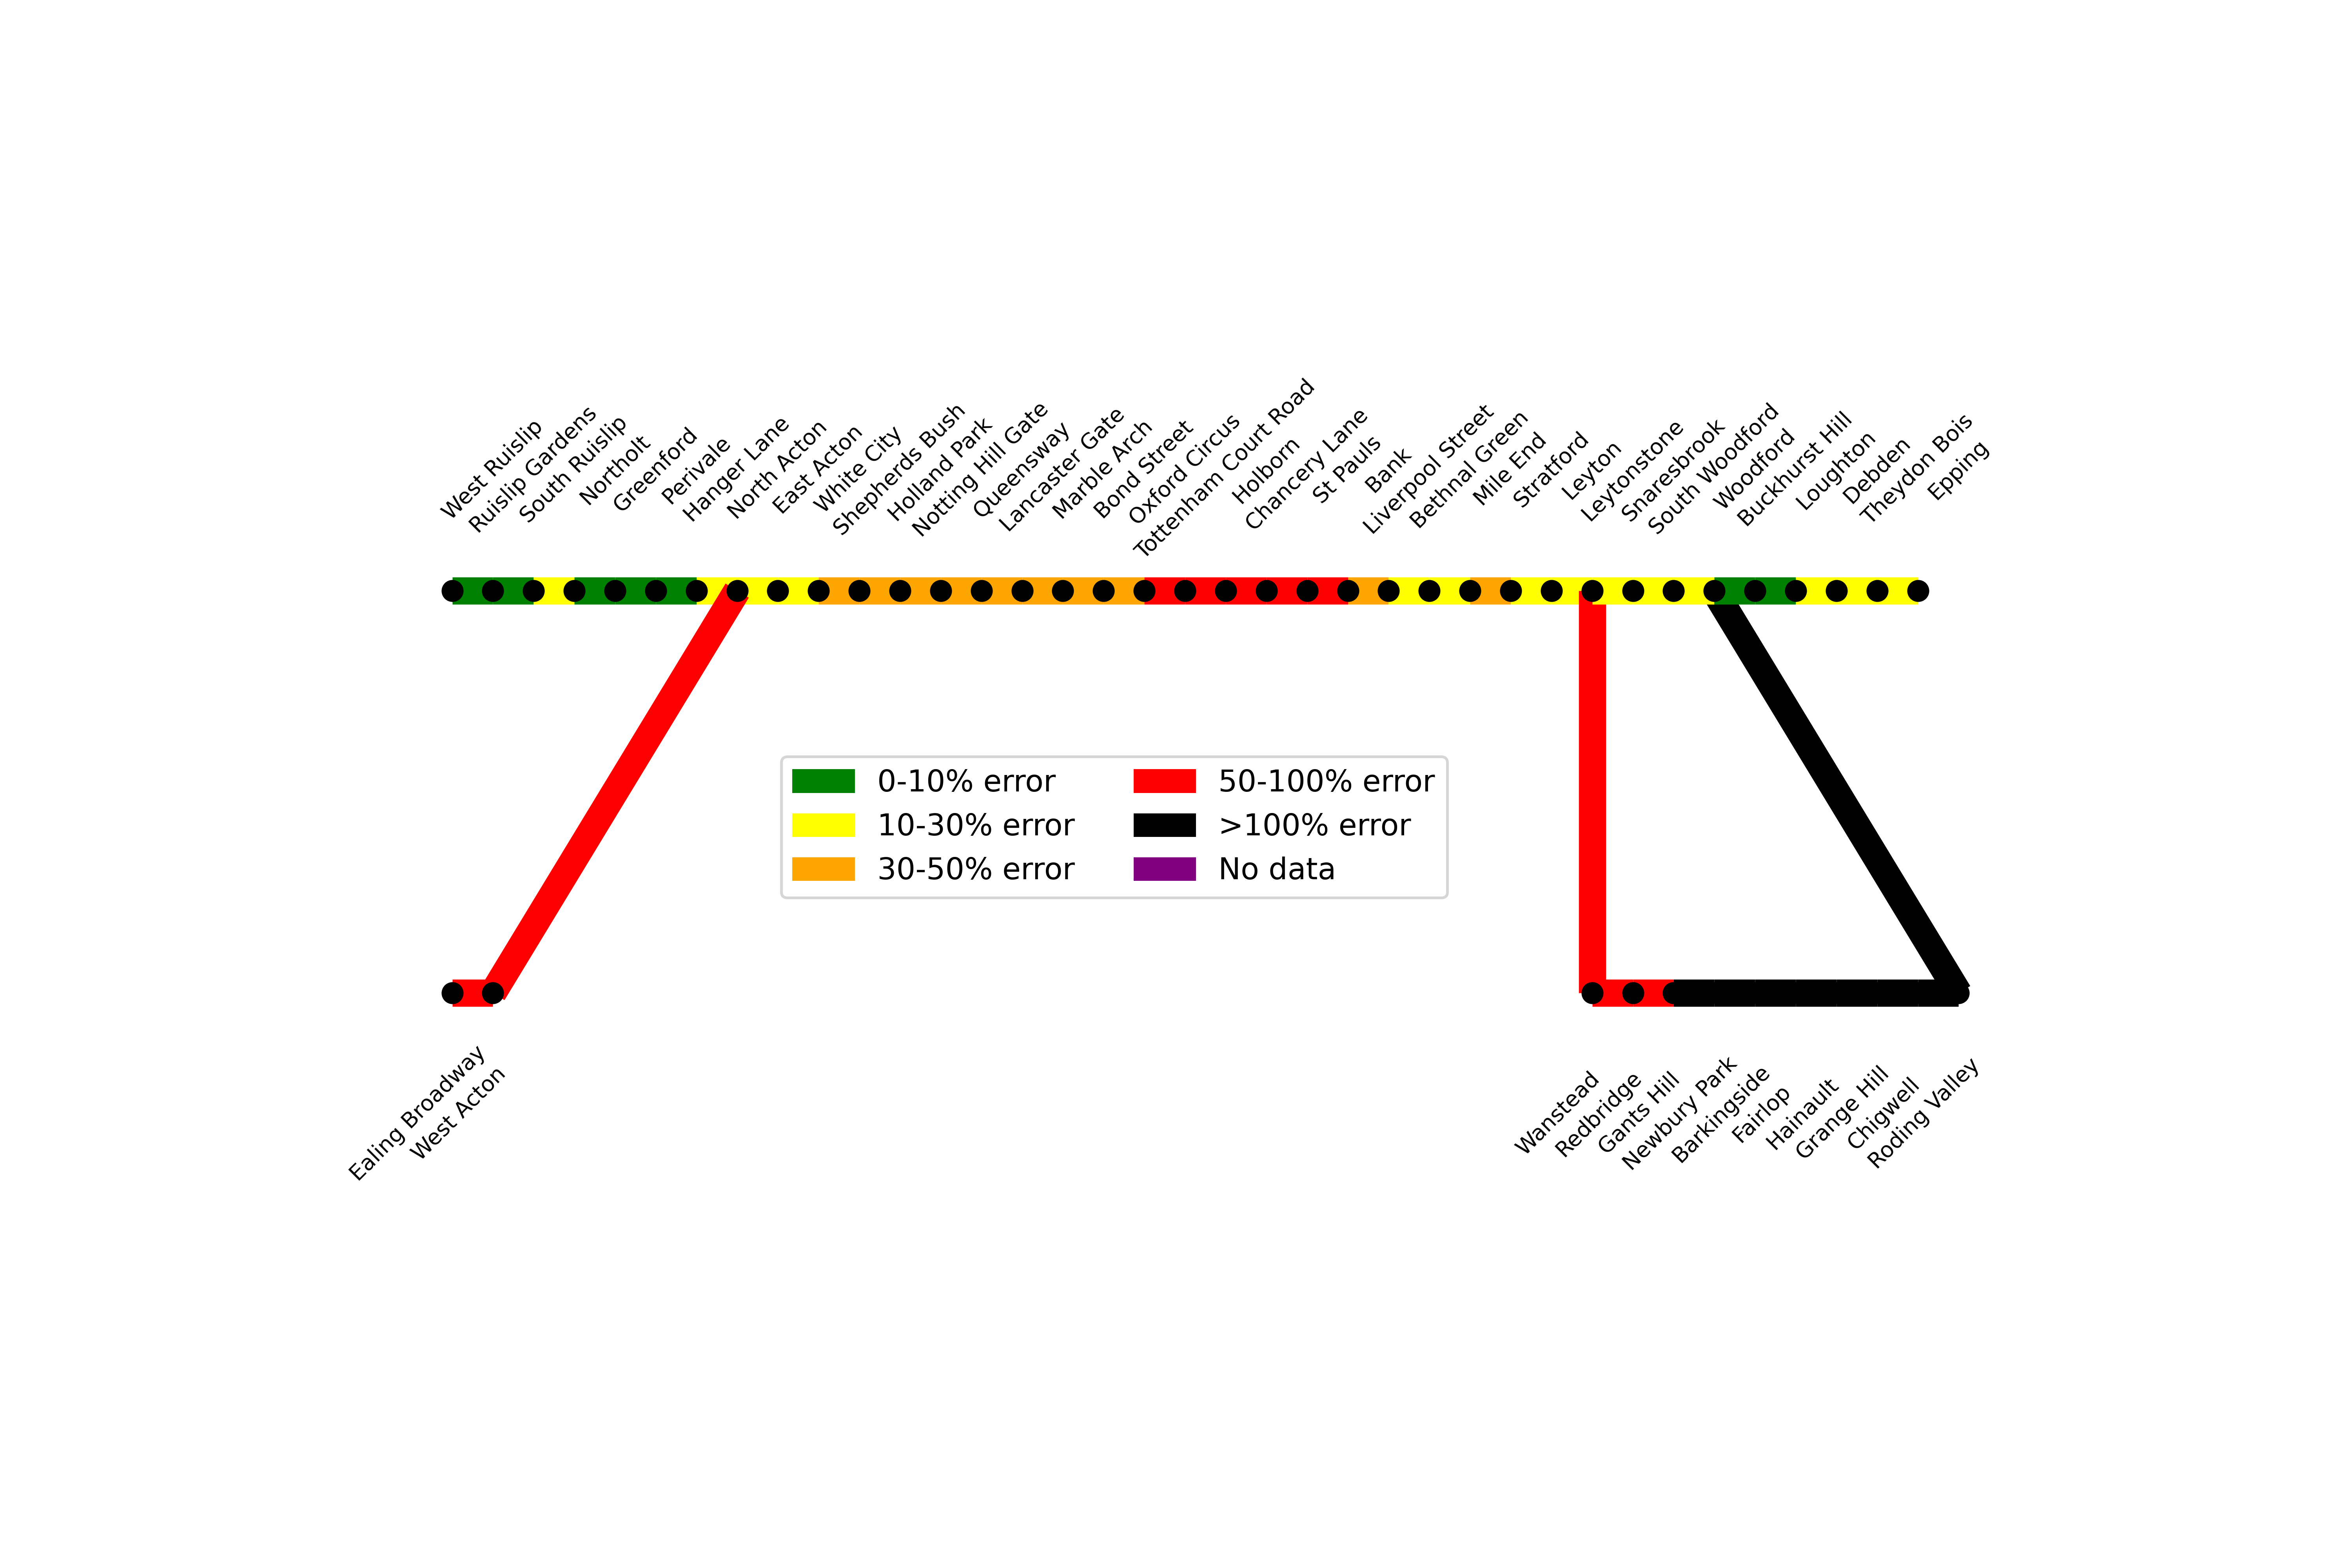 West Ruislip
Ruislip Gardens
South Ruislip
Northolt
Greenford
Perivale
Hanger Lane
North Acton
East Acton
White City
Shepherds Bush
Holland Park
Notting Hill Gate
Queensway
Lancaster Gate
Marble Arch
Bond Street
Oxford Circus
Tottenham Court Road
Holborn
Chancery Lane
St Pauls
Bank
Liverpool Street
Bethnal Green
Mile End
Stratford
Leyton
Leytonstone
Snaresbrook
South Woodford
Woodford
Buckhurst Hill
Loughton
Debden
Theydon Bois
Epping
0-10% error
10-30% error
30-50% error
50-100% error
>100% error
No data
Ealing Broadway
West Acton
Wanstead
Redbridge
Gants Hill
Newbury Park
Barkingside
Fairlop
Hainault
Grange Hill
Chigwell
Roding Valley